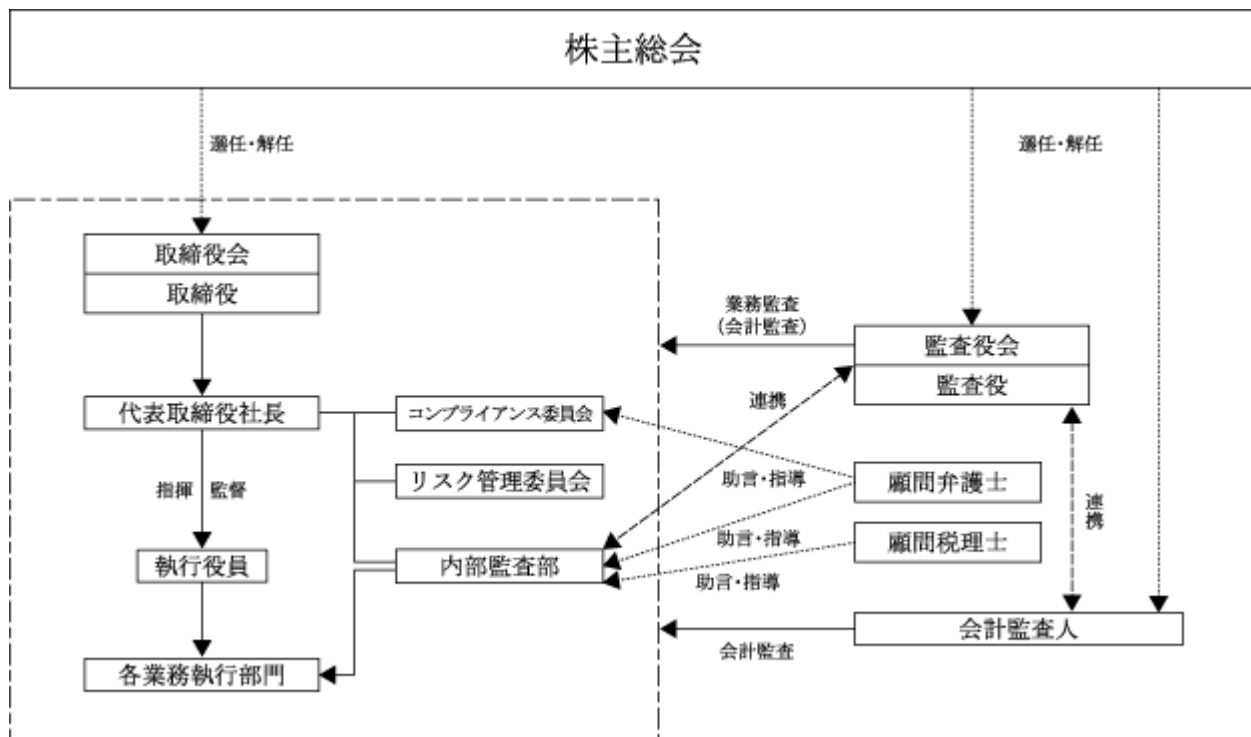 株主総会
選任・解任
選任・解任
取締役会
取締役
業務監査
(会計監査)
監査役会
監査役
連携
代表取締役社長
コンプライアンス委員会
指揮
監督
リスク管理委員会
助言・指導
顧問弁護士
連携
執行役員
内部監査部
助言・指導
顧問税理士
助言・指導
会計監査人
会計監査
各業務執行部門